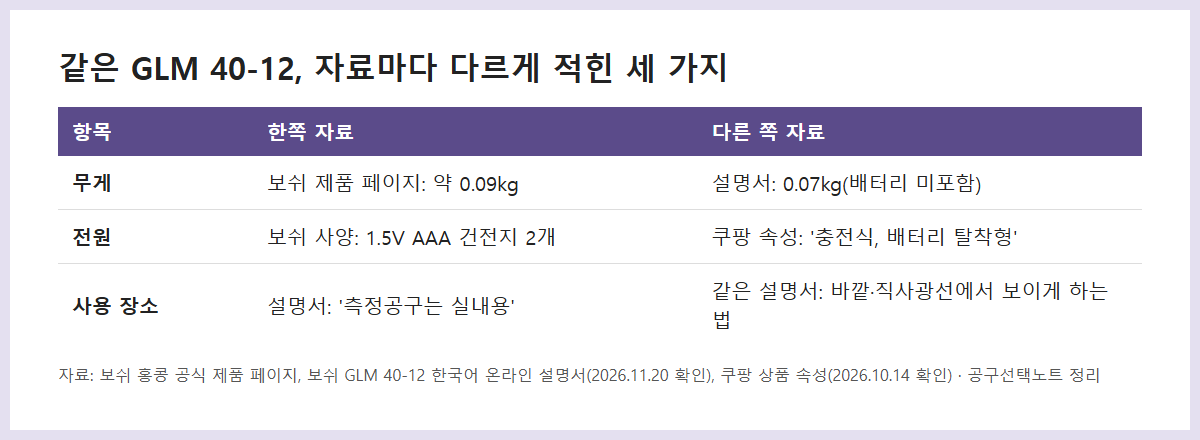 같은 GLM 40-12, 자료마다 다르게 적힌 세 가지
항목 한쪽 자료 다른 쪽 자료
무게 보쉬 제품 페이지: 약 0.09kg 설명서: 0.07kg(배터리 미포함)
전원 보쉬 사양: 1.5V AAA 건전지 2개 쿠팡 속성: '충전식, 배터리 탈착형'
사용 장소 설명서: '측정공구는 실내용' 같은 설명서: 바깥·직사광선에서 보이게 하는
법
자료: 보쉬 홍콩 공식 제품 페이지, 보쉬 GLM 40-12 한국어 온라인 설명서(2026.11.20 확인), 쿠팡 상품 속성(2026.10.14 확인) · 공구선택노트 정리